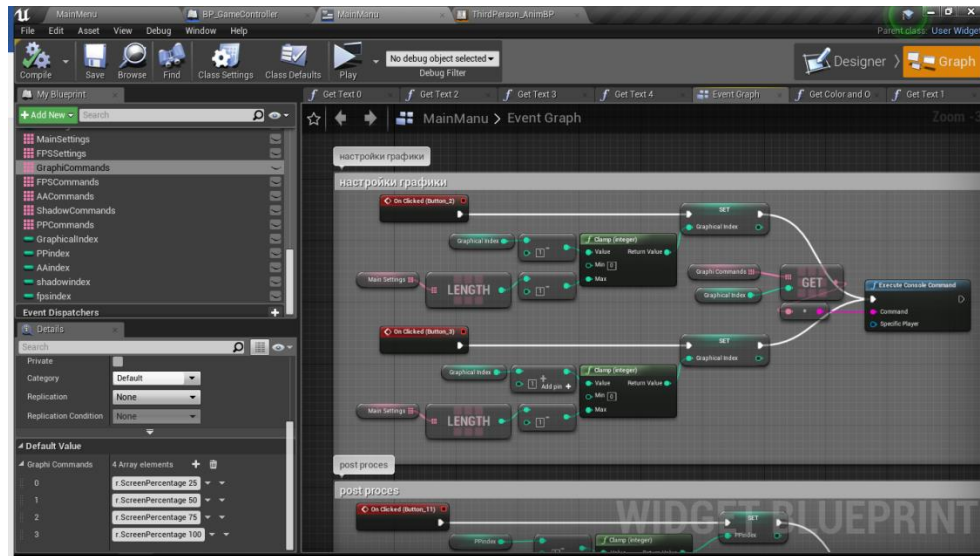 MainMenu BP_GameController MainManu ThirdPerson_AnimBP
File Edit Asset View Debug Window Help Parent class: User Widget
Compile Save Browse Find Class Settings Class Defaults Play No debug object selected Debug Filter Designer Graph
My Blueprint Get Text 0 Get Text 2 Get Text 3 Get Text 4 Event Graph Get Color and O Get Text 1
+ Add New Search MainManu > Event Graph Zoom -3
MainSettings
FPSSettings
GraphiCommands
FPSCommands
AACommands
ShadowCommands
PPCommands
GraphicalIndex
PPindex
AAindex
shadowindex
fpsindex
Event Dispatchers
Details
Search
Private
Category Default
Replication None
Replication Condition None
Default Value
Graphi Commands 4 Array elements
0 r.ScreenPercentage 25
1 r.ScreenPercentage 50
2 r.ScreenPercentage 75
3 r.ScreenPercentage 100
настройки графики
настройки графики
On Clicked (Button_2) SET
Graphical Index
Graphical Index 1 Clamp (integer)
Value Return Value
Min 0
Max
Main Settings LENGTH 1
Graphi Commands GET
Graphical Index
Execute Console Command
Command
Specific Player
On Clicked (Button_3) SET
Graphical Index
Graphical Index 1 + Add pin + Clamp (integer)
Value Return Value
Min 0
Max
Main Settings LENGTH 1
post proces
post proces
On Clicked (Button_11) SET
PPindex
PPindex Clamp (integer)
WIDGET BLUEPRINT